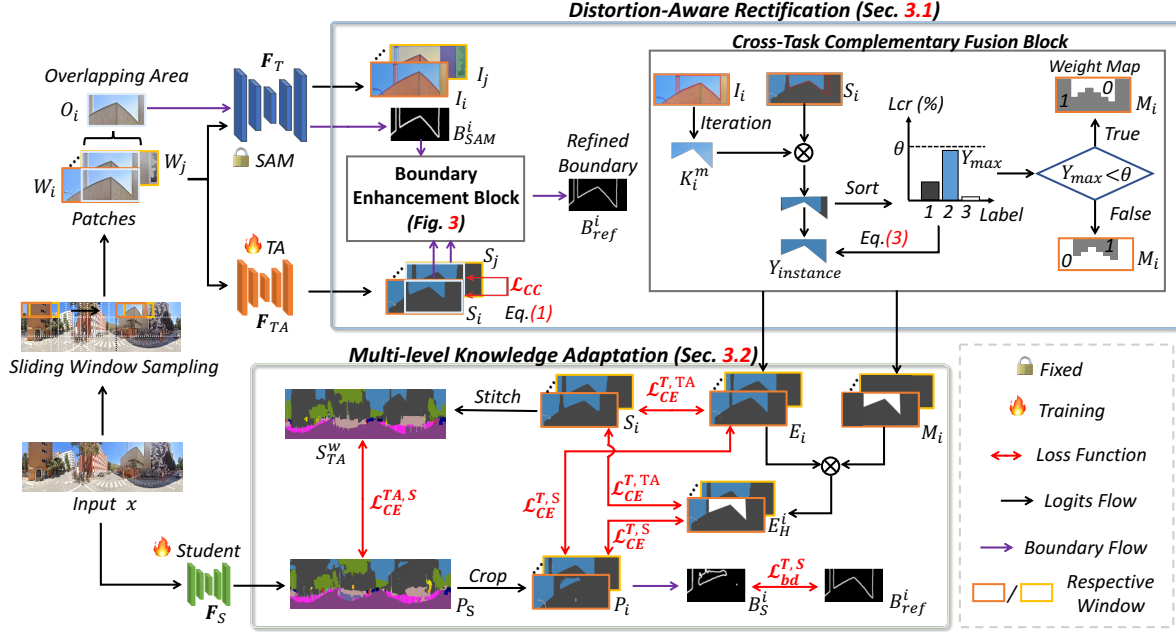 Distortion-Aware Rectification (Sec. 3.1)
Cross-Task Complementary Fusion Block
Overlapping Area
O_i
W_j
W_i
Patches
F_T
SAM
TA
F_TA
Sliding Window Sampling
Input x
Student
F_S
I_j
I_i
B^i_SAM
Boundary
Enhancement Block
(Fig. 3)
Refined
Boundary
B^i_ref
S_j
S_i
ℒ_CC
Eq.(1)
I_i
S_i
Iteration
K^m_i
Sort
Y_instance
Eq.(3)
Lcr (%)
θ
Y_max
1 2 3
Label
Weight Map
1 0
M_i
True
Y_max<θ
False
0 1
M_i
Multi-level Knowledge Adaptation (Sec. 3.2)
S^w_TA
Stitch
S_i
ℒ^T,TA_CE
E_i
M_i
ℒ^TA,S_CE
ℒ^T,S_CE
ℒ^T,TA_CE
ℒ^T,S_CE
E^i_H
P_S
Crop
P_i
B^i_S
ℒ^T,S_bd
B^i_ref
Fixed
Training
Loss Function
Logits Flow
Boundary Flow
/
Respective
Window